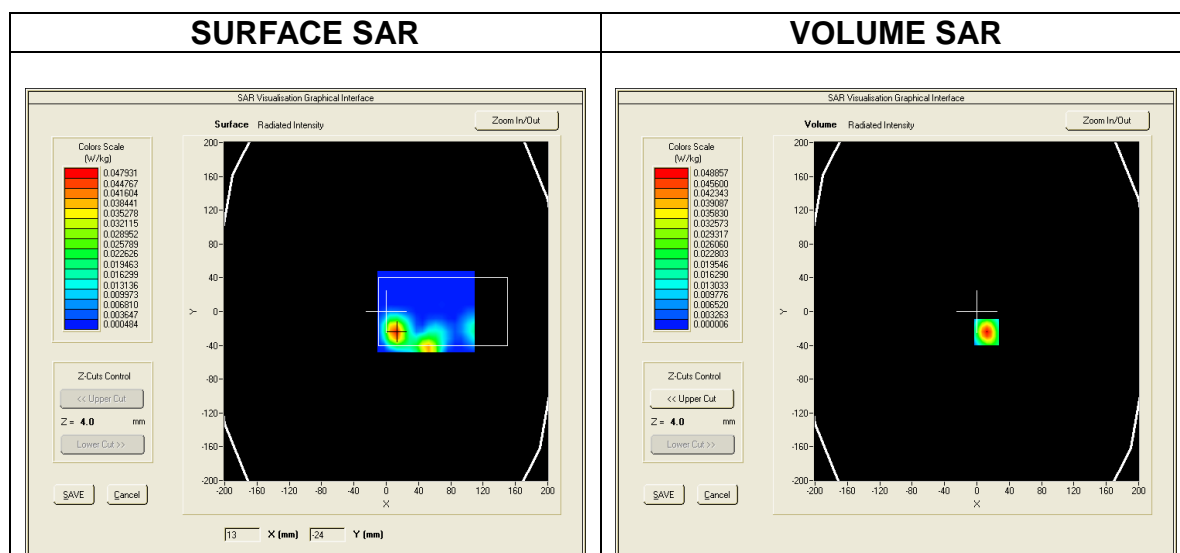 SURFACE SAR
VOLUME SAR
SAR Visualisation Graphical Interface
Surface Radiated Intensity
Zoom In/Out
Colors Scale
(W/kg)
0.047931
0.044767
0.041604
0.038441
0.035278
0.032115
0.028952
0.025789
0.022626
0.019463
0.016299
0.013136
0.009973
0.006810
0.003647
0.000484
Z-Cuts Control
<< Upper Cut
Z = 4.0 mm
Lower Cut >>
SAVE
Cancel
200
160
120
80
40
0
-40
-80
-120
-160
-200
Y
-200 -160 -120 -80 -40 0 40 80 120 160 200
X
13 X (mm) -24 Y (mm)
SAR Visualisation Graphical Interface
Volume Radiated Intensity
Zoom In/Out
Colors Scale
(W/kg)
0.048857
0.045600
0.042343
0.039087
0.035830
0.032573
0.029317
0.026060
0.022803
0.019546
0.016290
0.013033
0.009776
0.006520
0.003263
0.000006
Z-Cuts Control
<< Upper Cut
Z = 4.0 mm
Lower Cut >>
SAVE
Cancel
200
160
120
80
40
0
-40
-80
-120
-160
-200
Y
-200 -160 -120 -80 -40 0 40 80 120 160 200
X